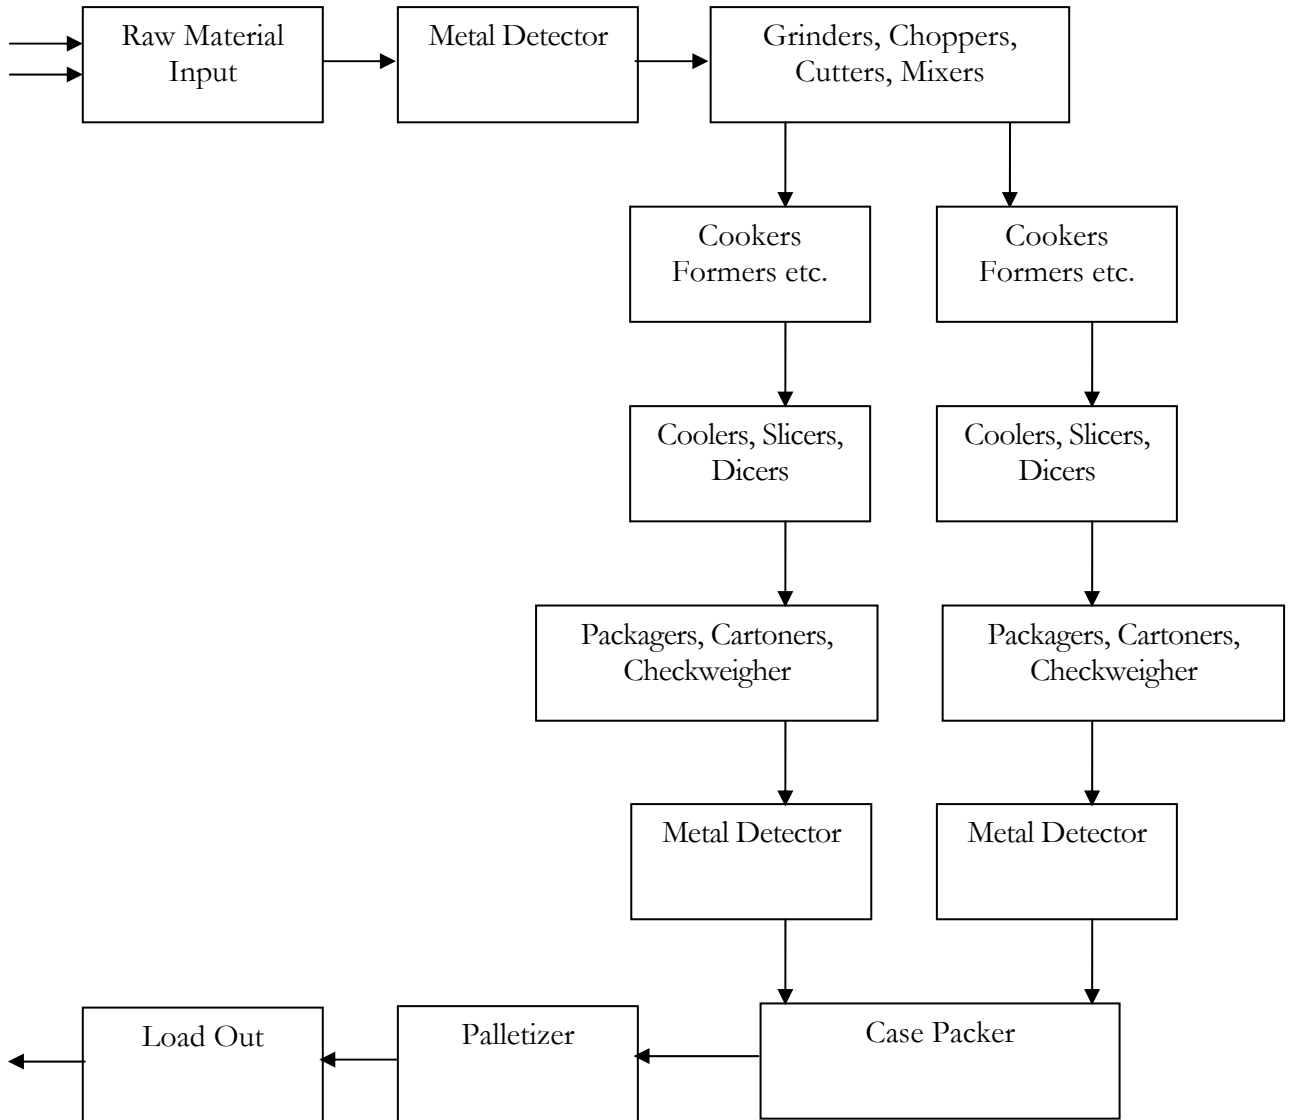 Raw Material
Input
Metal Detector
Grinders, Choppers,
Cutters, Mixers
Cookers
Formers etc.
Cookers
Formers etc.
Coolers, Slicers,
Dicers
Coolers, Slicers,
Dicers
Packagers, Cartoners,
Checkweigher
Packagers, Cartoners,
Checkweigher
Metal Detector
Metal Detector
Load Out
Palletizer
Case Packer